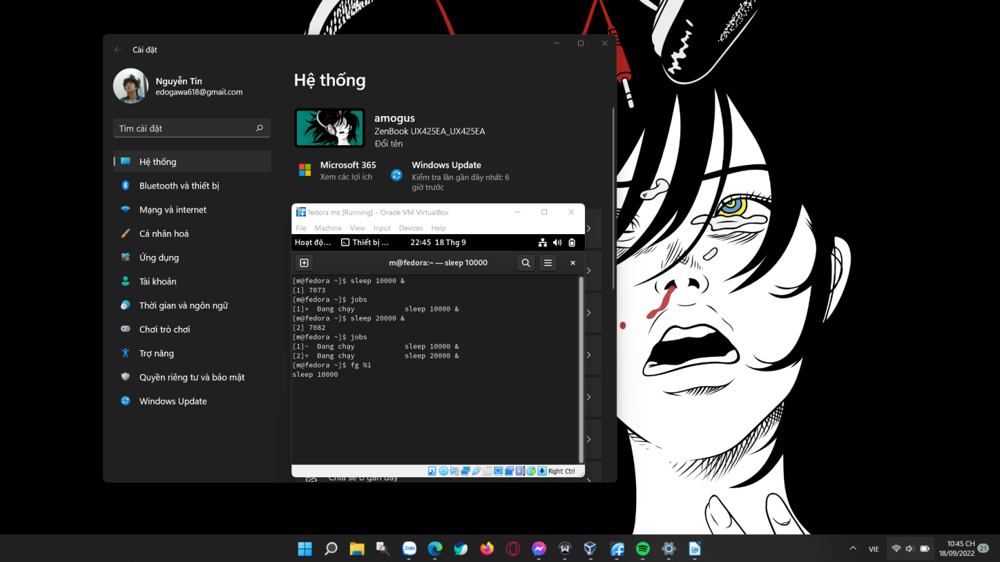 Cài đặt
Nguyễn Tín
edogawa618@gmail.com
Tìm cài đặt
Hệ thống
Bluetooth và thiết bị
Mạng và internet
Cá nhân hoá
Ứng dụng
Tài khoản
Thời gian và ngôn ngữ
Chơi trò chơi
Trợ năng
Quyền riêng tư và bảo mật
Windows Update
Hệ thống
amogus
ZenBook UX425EA_UX425EA
Đổi tên
Microsoft 365
Xem các lợi ích
Windows Update
Kiểm tra lần gần đây nhất: 6
giờ trước
fedora ms [Running] - Oracle VM VirtualBox
File Machine View Input Devices Help
Hoạt độ... Thiết bị ... 22:45 18 Thg 9
m@fedora:~ — sleep 10000
[m@fedora ~]$ sleep 10000 &
[1] 7073
[m@fedora ~]$ jobs
[1]+ Đang chạy sleep 10000 &
[m@fedora ~]$ sleep 20000 &
[2] 7082
[m@fedora ~]$ jobs
[1]- Đang chạy sleep 10000 &
[2]+ Đang chạy sleep 20000 &
[m@fedora ~]$ fg %1
sleep 10000
Right Ctrl
Chia sẻ ở gần đây
Zalo
VIE
10:45 CH
18/09/2022
21